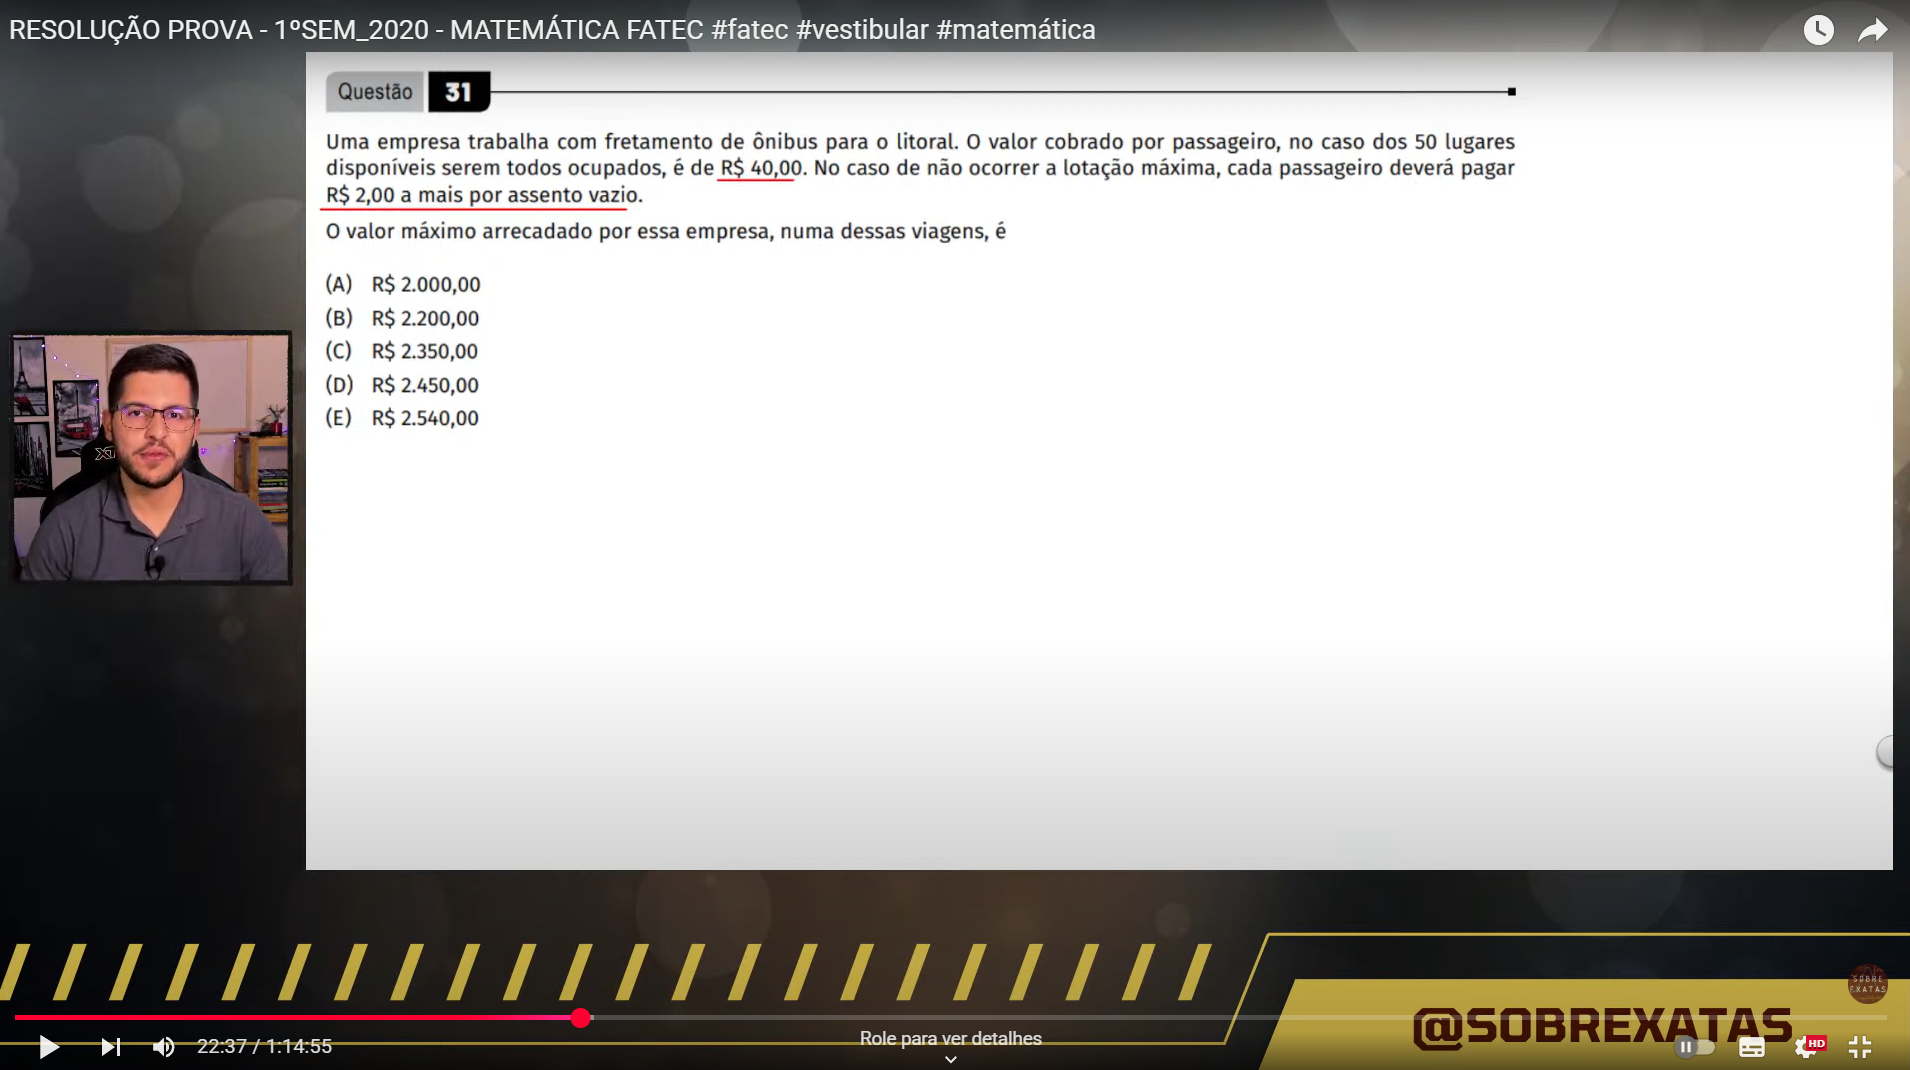 RESOLUÇÃO PROVA - 1ºSEM_2020 - MATEMÁTICA FATEC #fatec #vestibular #matemática
Questão 31
Uma empresa trabalha com fretamento de ônibus para o litoral. O valor cobrado por passageiro, no caso dos 50 lugares
disponíveis serem todos ocupados, é de R$ 40,00. No caso de não ocorrer a lotação máxima, cada passageiro deverá pagar
R$ 2,00 a mais por assento vazio.
O valor máximo arrecadado por essa empresa, numa dessas viagens, é
(A) R$ 2.000,00
(B) R$ 2.200,00
(C) R$ 2.350,00
(D) R$ 2.450,00
(E) R$ 2.540,00
SOBRE
EXATAS
@SOBREXATAS
22:37 / 1:14:55
Role para ver detalhes
HD